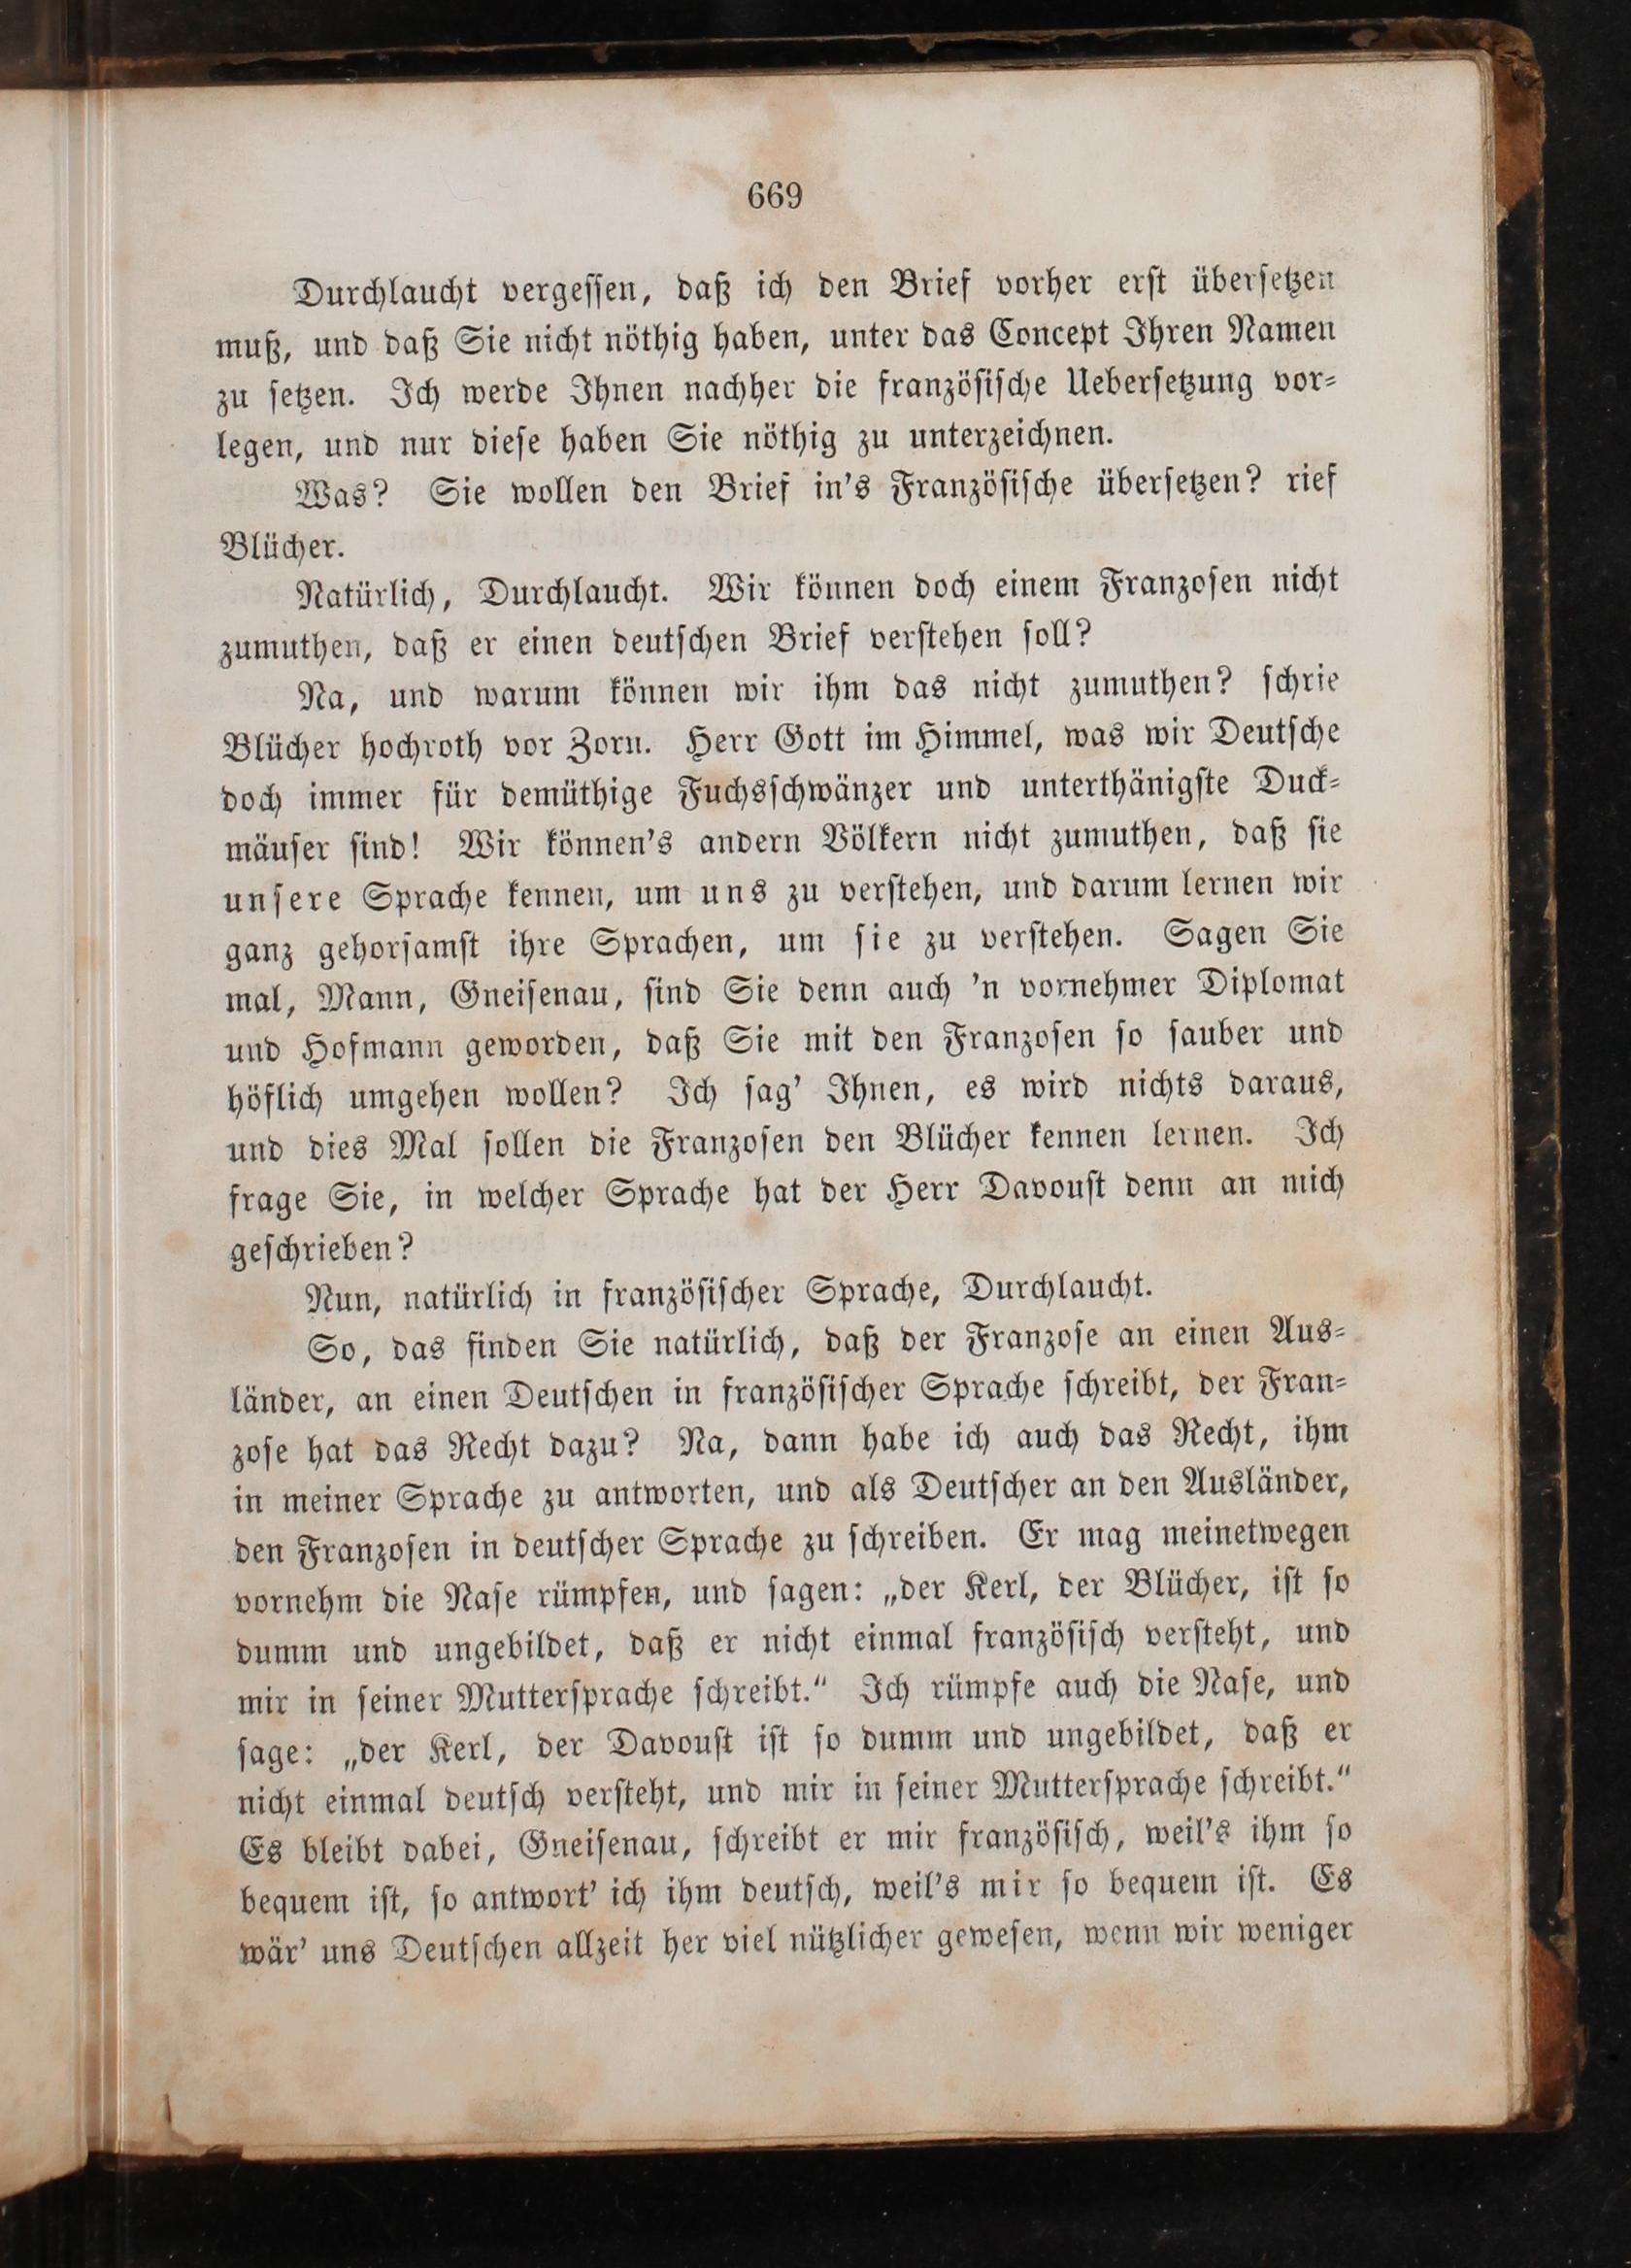 669
Durchlaucht vergessen, daß ich den Brief vorher erst übersetzen
muß, und daß Sie nicht nöthig haben, unter das Concept Ihren Namen
zu setzen. Ich werde Ihnen nachher die französische Uebersetzung vor-
legen, und nur diese haben Sie nöthig zu unterzeichnen.
Was? Sie wollen den Brief in's Französische übersetzen? rief
Blücher.
Natürlich, Durchlaucht. Wir können doch einem Franzosen nicht
zumuthen, daß er einen deutschen Brief verstehen soll?
Na, und warum können wir ihm das nicht zumuthen? schrie
Blücher hochroth vor Zorn. Herr Gott im Himmel, was wir Deutsche
doch immer für demüthige Fuchsschwänzer und unterthänigste Duck-
mäuser sind! Wir können's andern Völkern nicht zumuthen, daß sie
unsere Sprache kennen, um uns zu verstehen, und darum lernen wir
ganz gehorsamst ihre Sprachen, um sie zu verstehen. Sagen Sie
mal, Mann, Gneisenau, sind Sie denn auch 'n vornehmer Diplomat
und Hofmann geworden, daß Sie mit den Franzosen so sauber und
höflich umgehen wollen? Ich sag' Ihnen, es wird nichts daraus,
und dies Mal sollen die Franzosen den Blücher kennen lernen. Ich
frage Sie, in welcher Sprache hat der Herr Davoust denn an mich
geschrieben?
Nun, natürlich in französischer Sprache, Durchlaucht.
So, das finden Sie natürlich, daß der Franzose an einen Aus-
länder, an einen Deutschen in französischer Sprache schreibt, der Fran-
zose hat das Recht dazu? Na, dann habe ich auch das Recht, ihm
in meiner Sprache zu antworten, und als Deutscher an den Ausländer,
den Franzosen in deutscher Sprache zu schreiben. Er mag meinetwegen
vornehm die Nase rümpfen, und sagen: „der Kerl, der Blücher, ist so
dumm und ungebildet, daß er nicht einmal französisch versteht, und
mir in seiner Muttersprache schreibt.“ Ich rümpfe auch die Nase, und
sage: „der Kerl, der Davoust ist so dumm und ungebildet, daß er
nicht einmal deutsch versteht, und mir in seiner Muttersprache schreibt.“
Es bleibt dabei, Gneisenau, schreibt er mir französisch, weil's ihm so
bequem ist, so antwort' ich ihm deutsch, weil's mir so bequem ist. Es
wär' uns Deutschen allzeit her viel nützlicher gewesen, wenn wir weniger